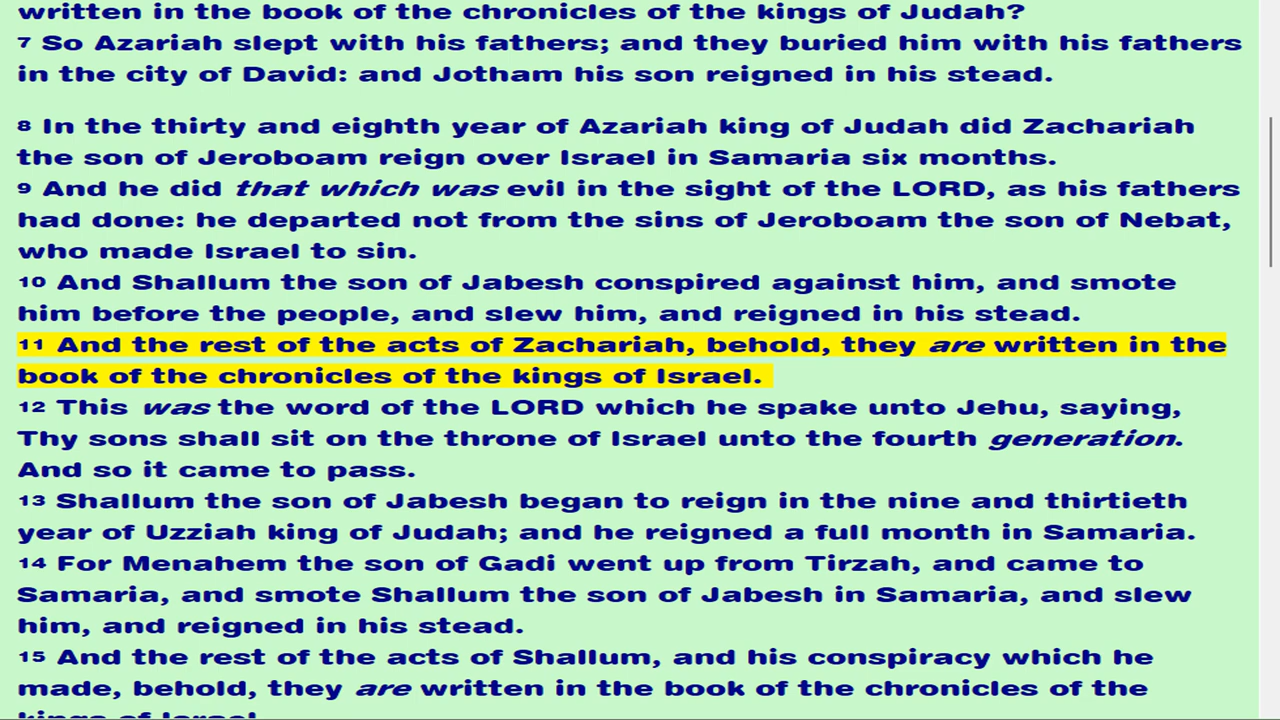 written in the book of the chronicles of the kings of Judah?
7 So Azariah slept with his fathers; and they buried him with his fathers
in the city of David: and Jotham his son reigned in his stead.
8 In the thirty and eighth year of Azariah king of Judah did Zachariah
the son of Jeroboam reign over Israel in Samaria six months.
9 And he did that which was evil in the sight of the LORD, as his fathers
had done: he departed not from the sins of Jeroboam the son of Nebat,
who made Israel to sin.
10 And Shallum the son of Jabesh conspired against him, and smote
him before the people, and slew him, and reigned in his stead.
11 And the rest of the acts of Zachariah, behold, they are written in the
book of the chronicles of the kings of Israel.
12 This was the word of the LORD which he spake unto Jehu, saying,
Thy sons shall sit on the throne of Israel unto the fourth generation.
And so it came to pass.
13 Shallum the son of Jabesh began to reign in the nine and thirtieth
year of Uzziah king of Judah; and he reigned a full month in Samaria.
14 For Menahem the son of Gadi went up from Tirzah, and came to
Samaria, and smote Shallum the son of Jabesh in Samaria, and slew
him, and reigned in his stead.
15 And the rest of the acts of Shallum, and his conspiracy which he
made, behold, they are written in the book of the chronicles of the
kings of Israel.